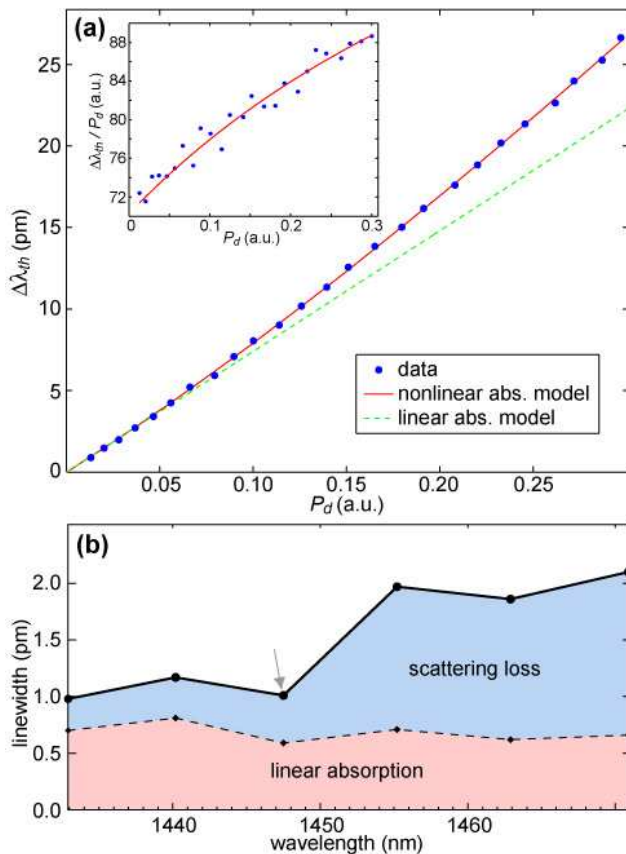 (a)
88
84
80
76
72
0
0.1
0.2
0.3
Δλth / Pd (a.u.)
Pd (a.u.)
25
20
15
10
5
0
Δλth (pm)
data
nonlinear abs. model
linear abs. model
0.05
0.10
0.15
0.20
0.25
Pd (a.u.)
(b)
2.0
1.5
1.0
0.5
0.0
linewidth (pm)
scattering loss
linear absorption
1440
1450
1460
wavelength (nm)